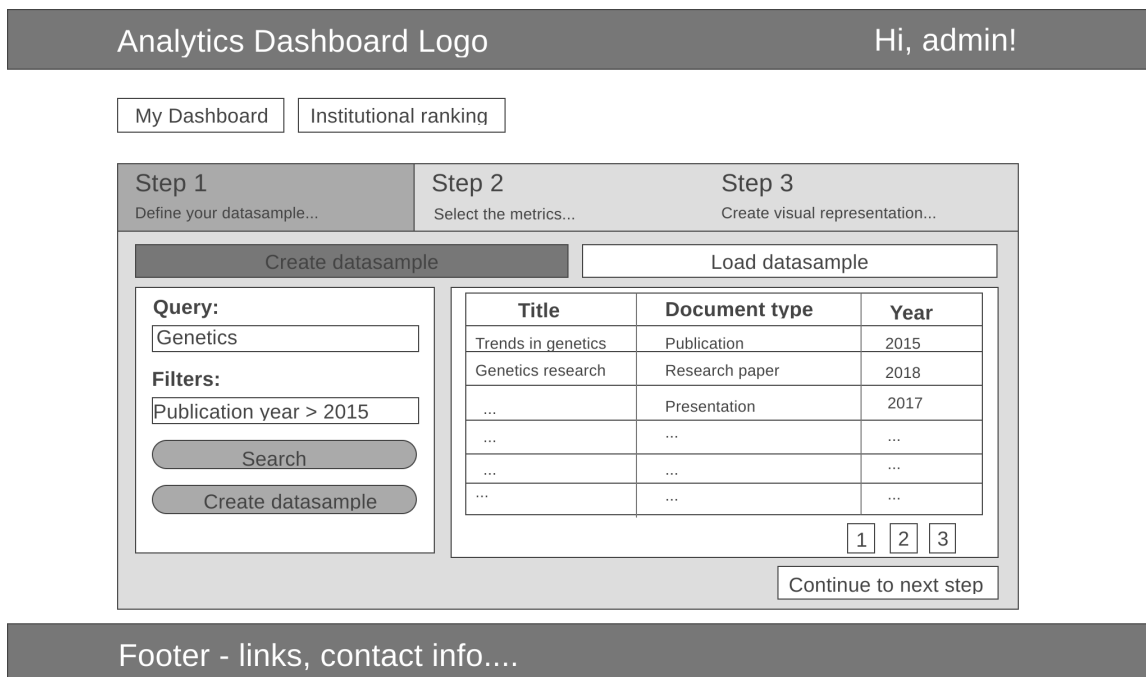 Analytics Dashboard Logo Hi, admin!
My Dashboard Institutional ranking
Step 1 Step 2 Step 3
Define your datasample... Select the metrics... Create visual representation...
Create datasample Load datasample
Query:
Genetics
Filters:
Publication year > 2015
Search
Create datasample
Title Document type Year
Trends in genetics Publication 2015
Genetics research Research paper 2018
... Presentation 2017
... ... ...
... ... ...
... ... ...
1 2 3
Continue to next step
Footer - links, contact info....